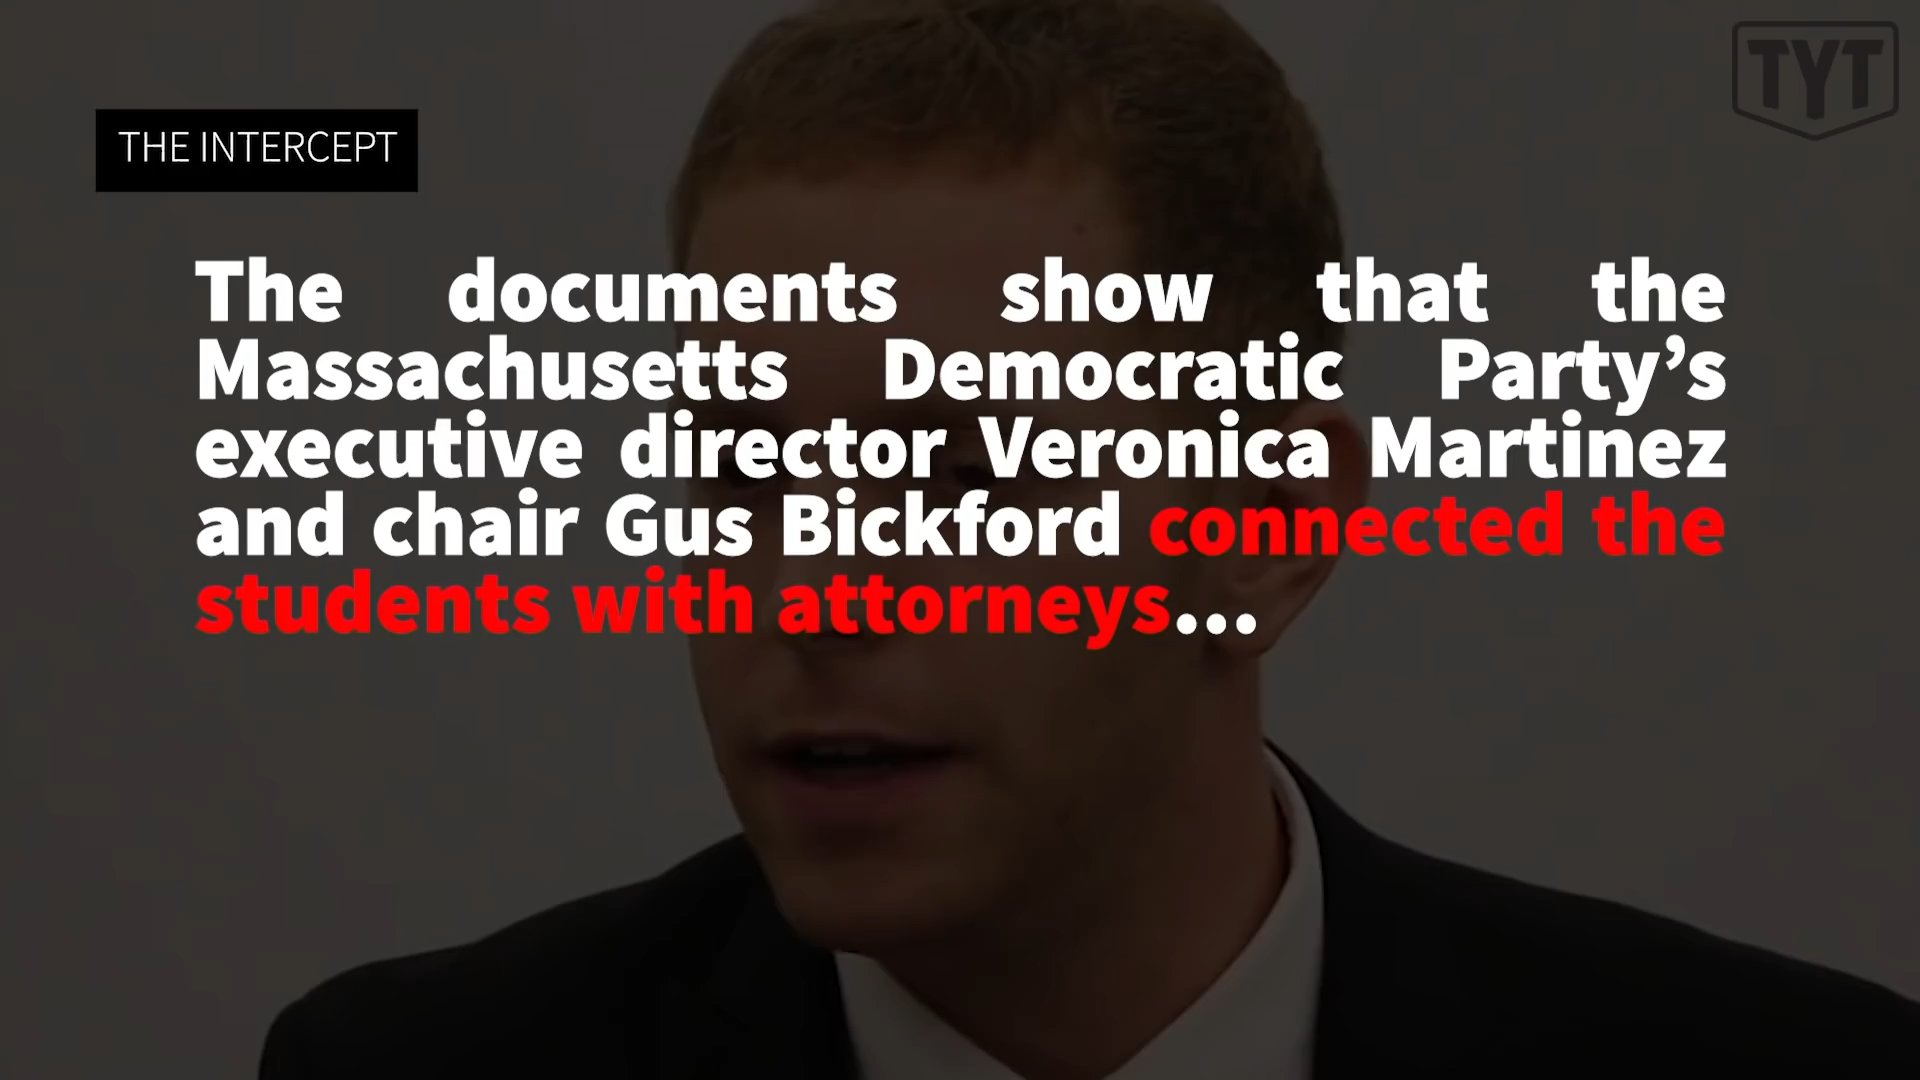 TYT
THE INTERCEPT
The documents show that the
Massachusetts Democratic Party’s
executive director Veronica Martinez
and chair Gus Bickford connected the
students with attorneys...